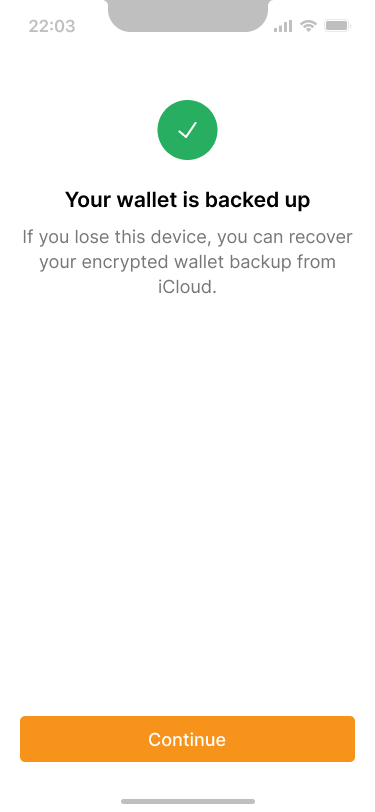 22:03
Your wallet is backed up
If you lose this device, you can recover
your encrypted wallet backup from
iCloud.
Continue